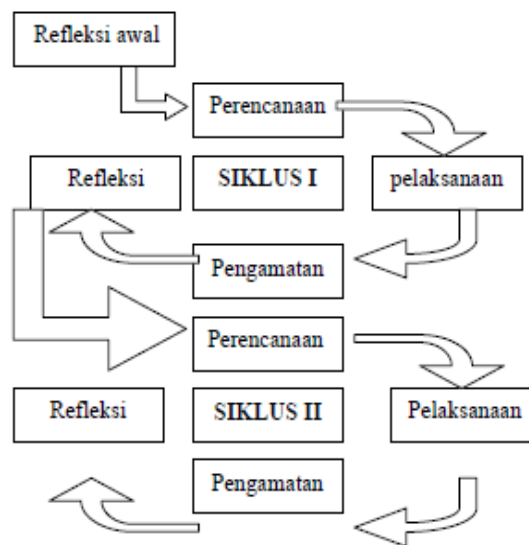 Refleksi awal
Perencanaan
Refleksi
SIKLUS I
pelaksanaan
Pengamatan
Perencanaan
Refleksi
SIKLUS II
Pelaksanaan
Pengamatan